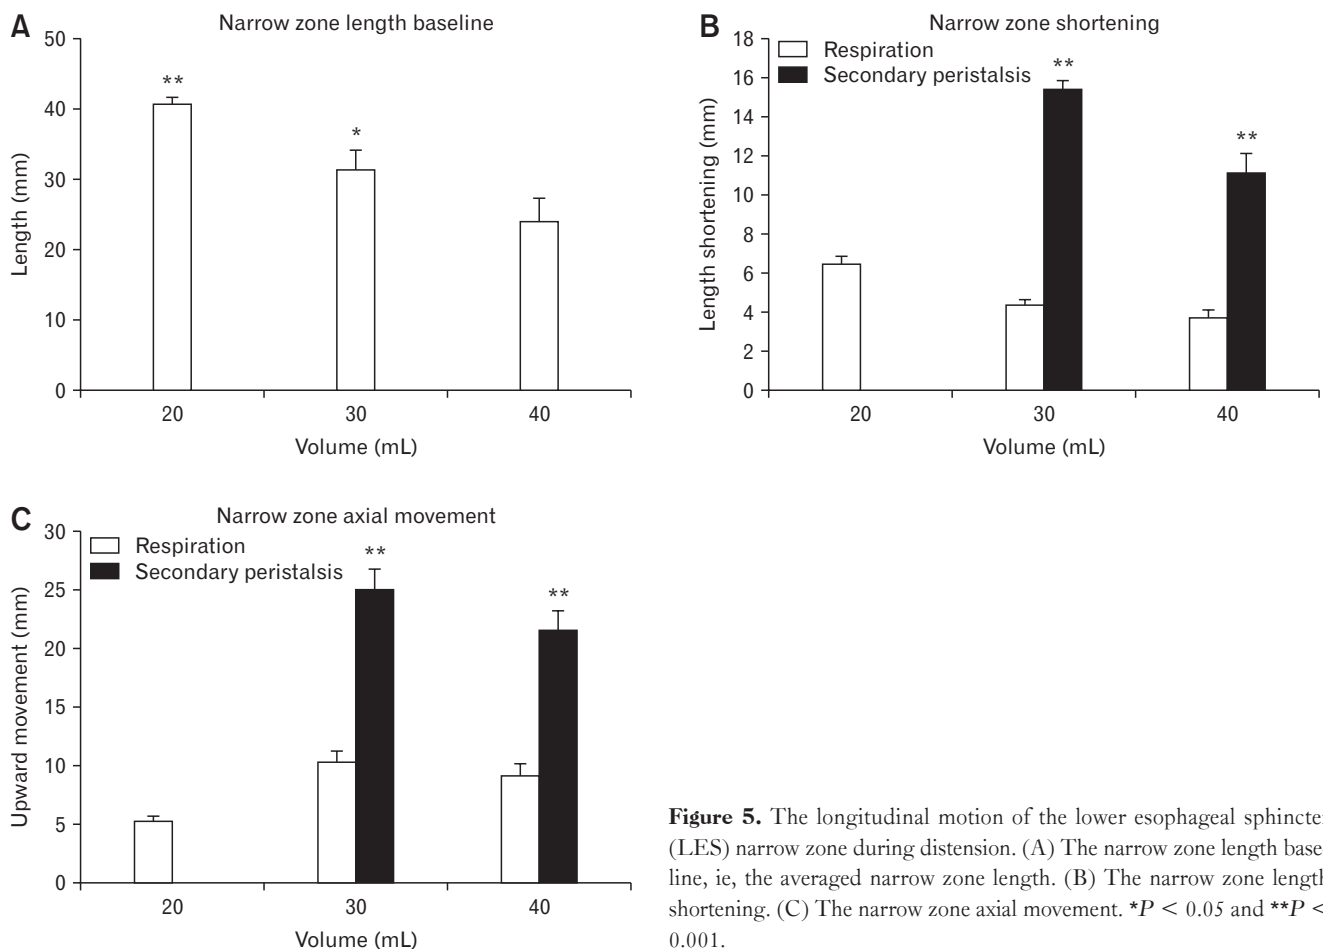 A
Narrow zone length baseline
50
40
30
20
10
0
**
*
Length (mm)
20 30 40
Volume (mL)
B
Narrow zone shortening
18
16
14
12
10
8
6
4
2
0
Respiration
Secondary peristalsis
**
**
Length shortening (mm)
20 30 40
Volume (mL)
C
Narrow zone axial movement
30
25
20
15
10
5
0
Respiration
Secondary peristalsis
**
**
Upward movement (mm)
20 30 40
Volume (mL)
Figure 5. The longitudinal motion of the lower esophageal sphincter
(LES) narrow zone during distension. (A) The narrow zone length base
line, ie, the averaged narrow zone length. (B) The narrow zone length
shortening. (C) The narrow zone axial movement. *P < 0.05 and **P <
0.001.